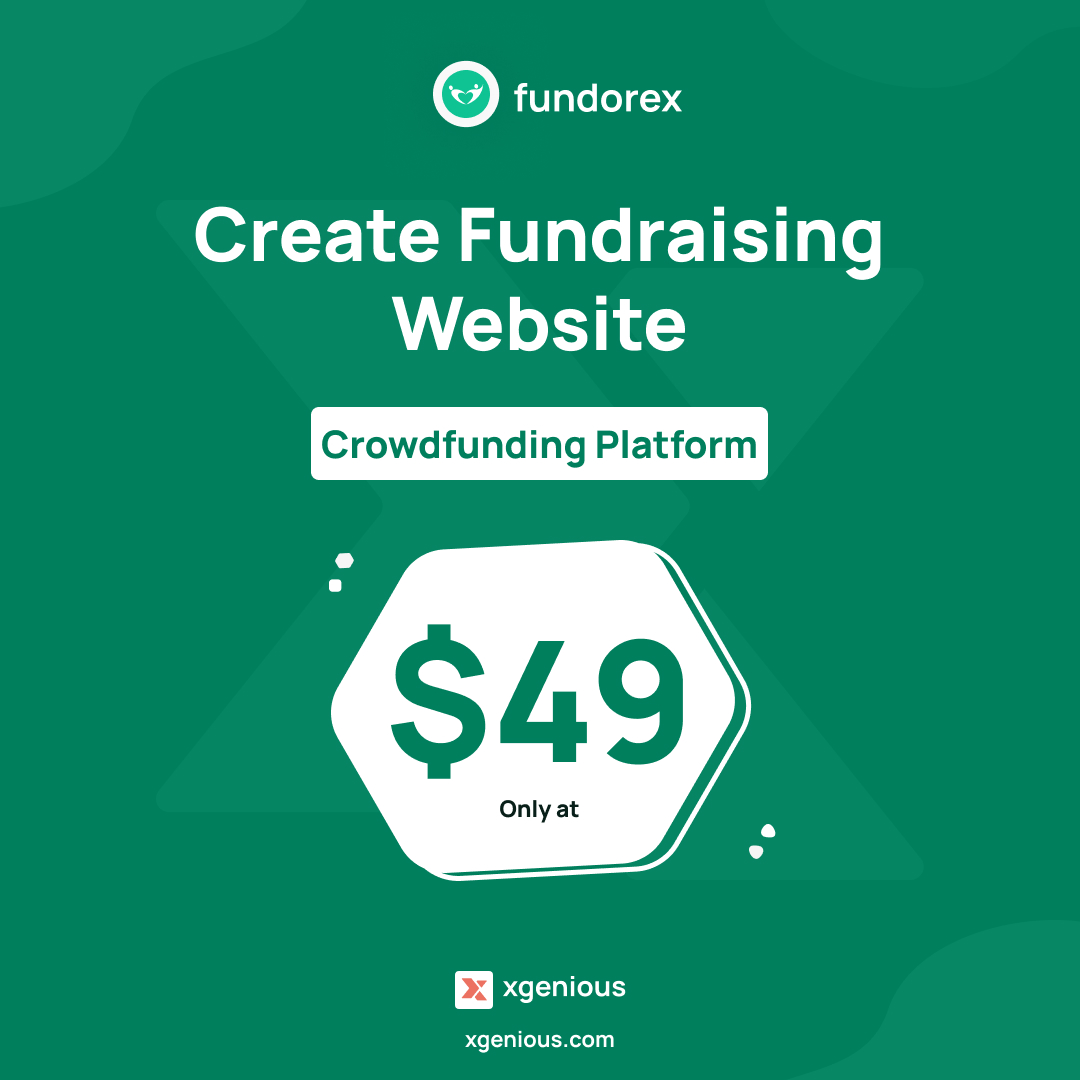 fundorex
Create Fundraising
Website
Crowdfunding Platform
$49
Only at
xgenious
xgenious.com